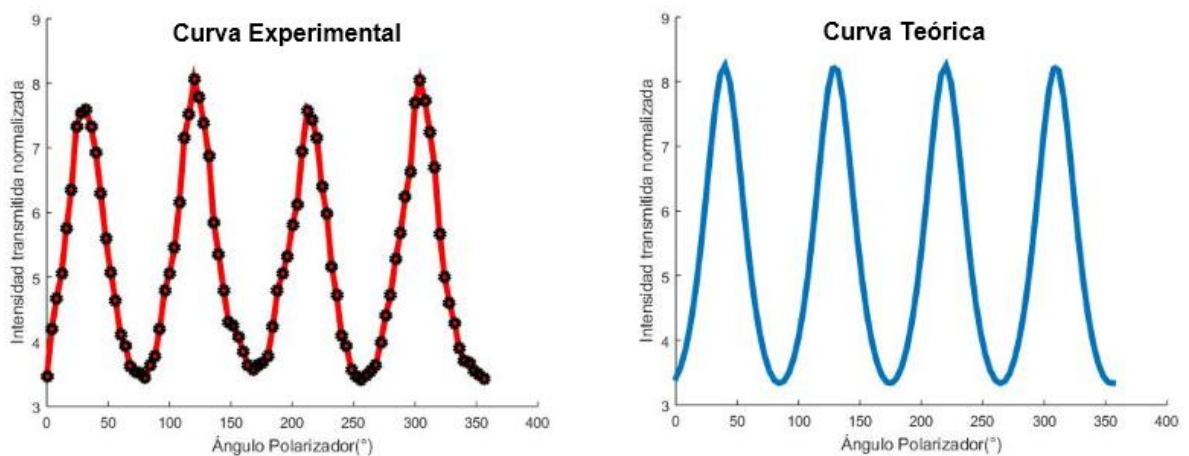 Curva Experimental
Intensidad transmitida normalizada
9
8
7
6
5
4
3
0 50 100 150 200 250 300 350 400
Ángulo Polarizador(°)
Curva Teórica
Intensidad transmitida normalizada
9
8
7
6
5
4
3
0 50 100 150 200 250 300 350 400
Ángulo Polarizador(°)